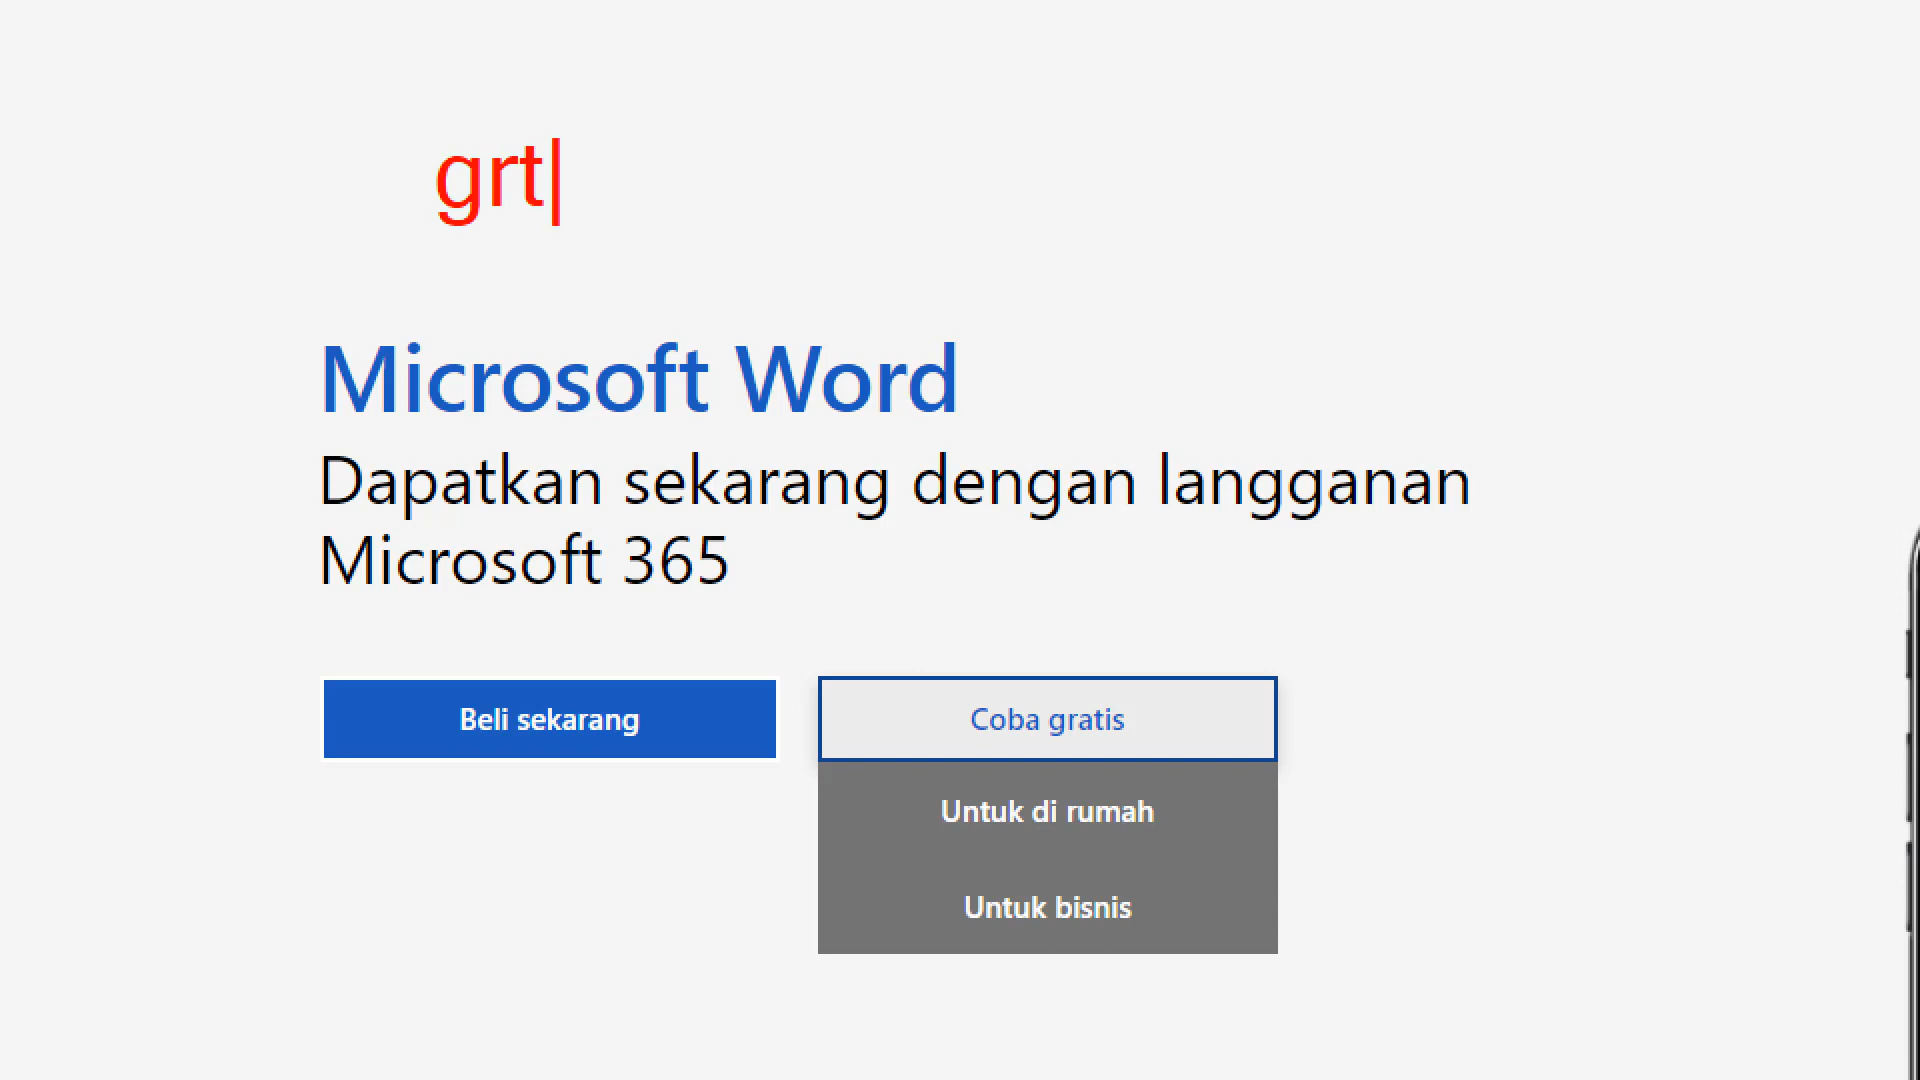 grt
Microsoft Word
Dapatkan sekarang dengan langganan
Microsoft 365
Beli sekarang
Coba gratis
Untuk di rumah
Untuk bisnis